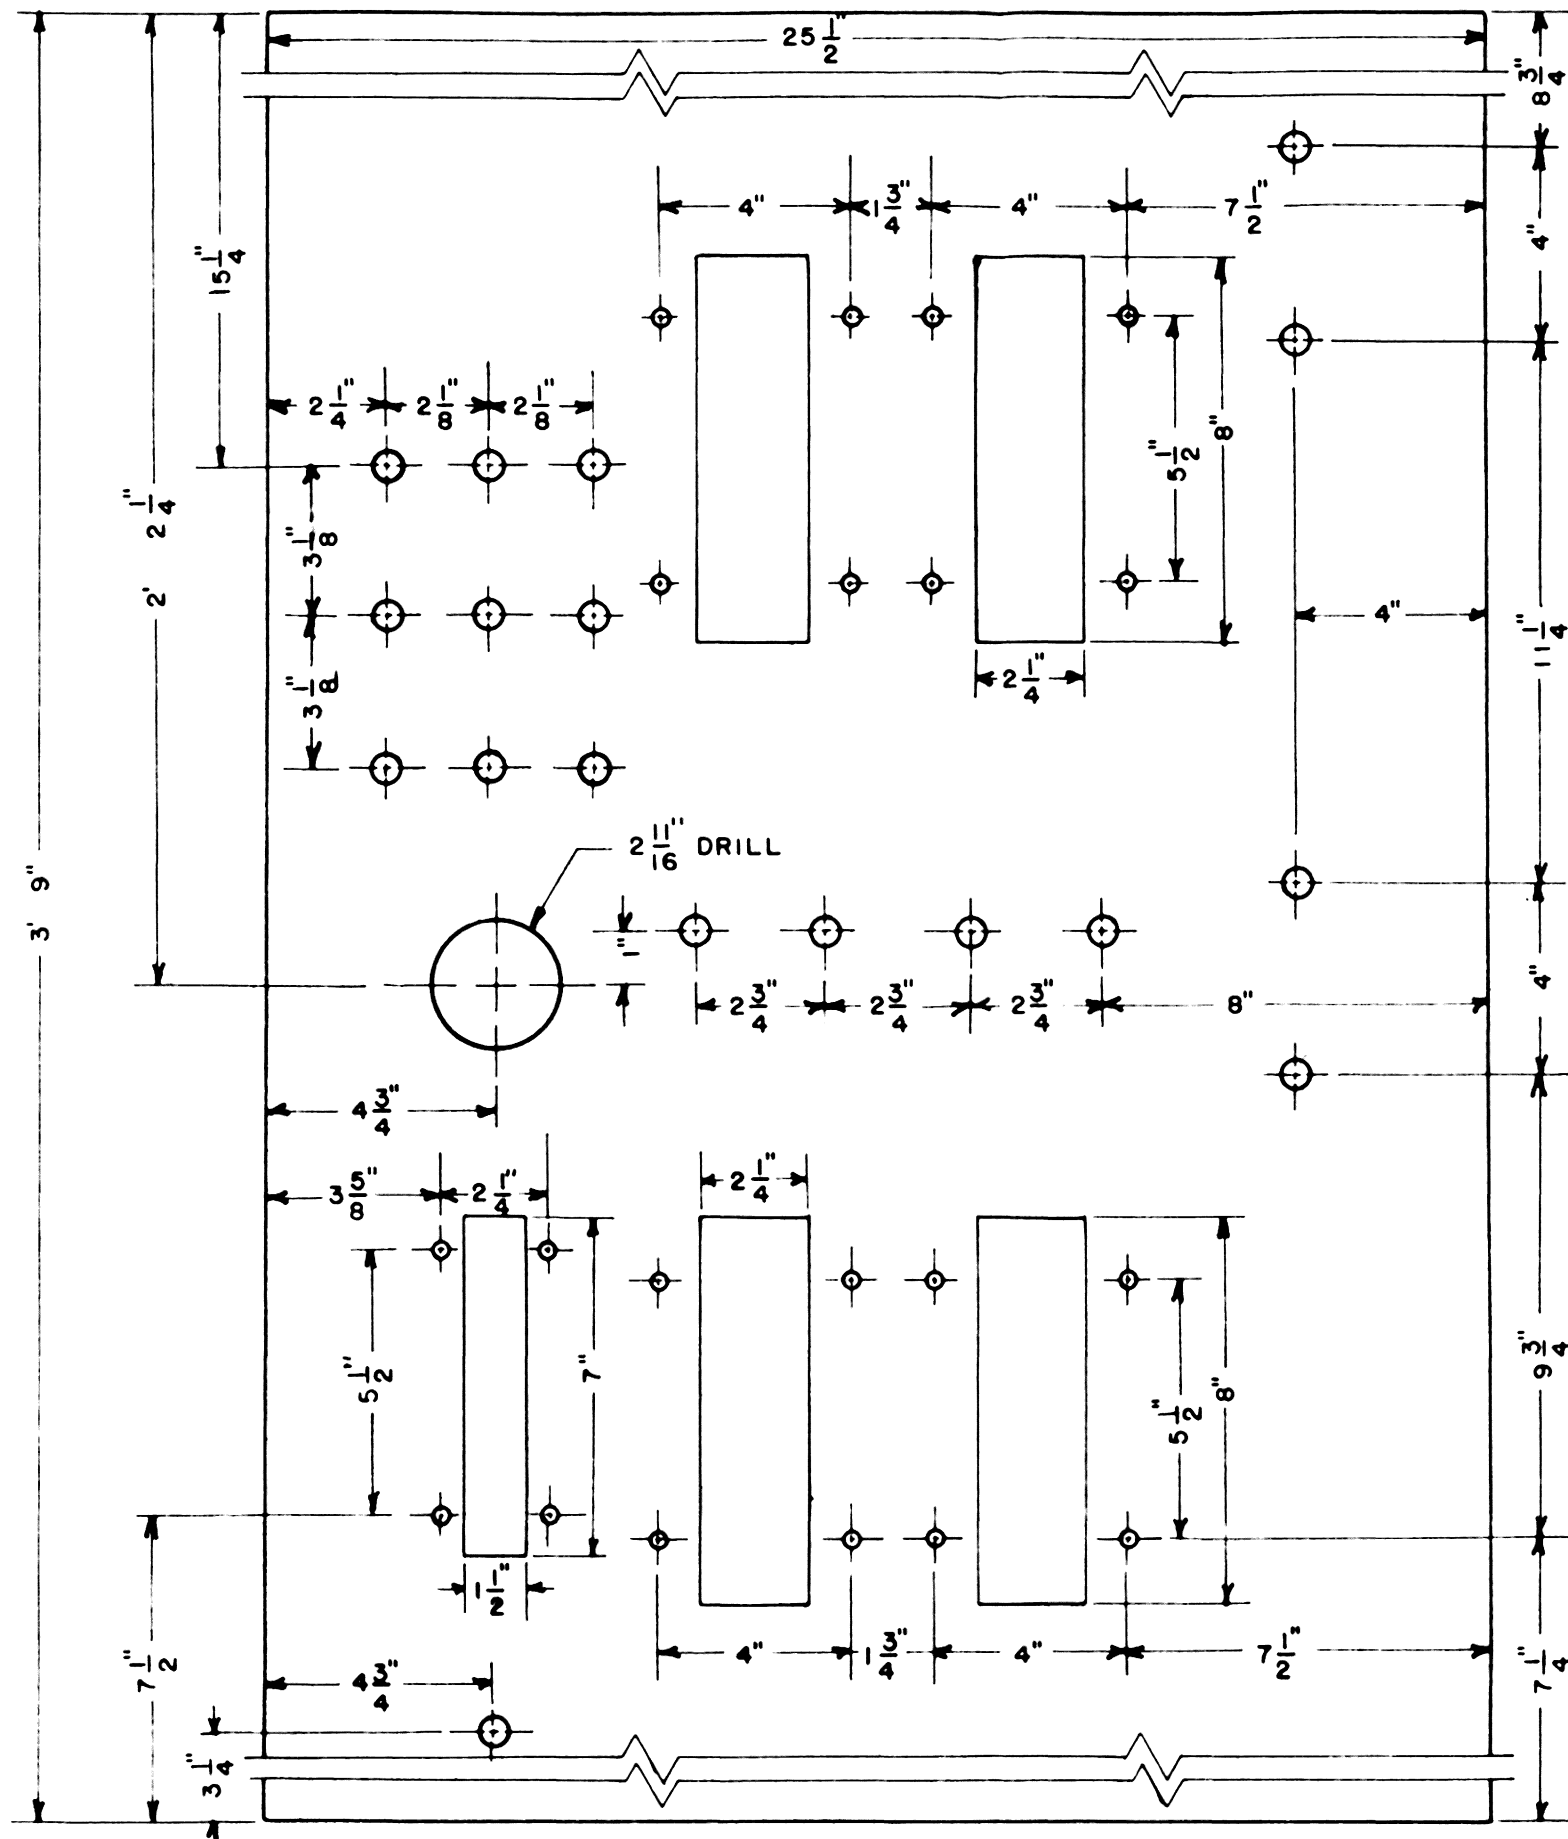 25 1/2"
8 3/4"
4" 1 3/4" 4" 7 1/2"
4"
15 1/4"
2 1/4" 2 1/8" 2 1/8"
5 1/2" 8"
2' 2 1/4"
3 1/8"
4"
11 1/4"
3 1/8"
2 1/4"
2 11/16" DRILL
3' 9"
1"
2 3/4" 2 3/4" 2 3/4" 8"
4"
4 3/4"
3 5/8" 2 1/4" 2 1/4"
5 1/2" 7"
5 1/2" 8"
9 3/4"
1 1/2"
4" 1 3/4" 4" 7 1/2"
7 1/2"
7 1/4"
4 3/4"
3 1/4"